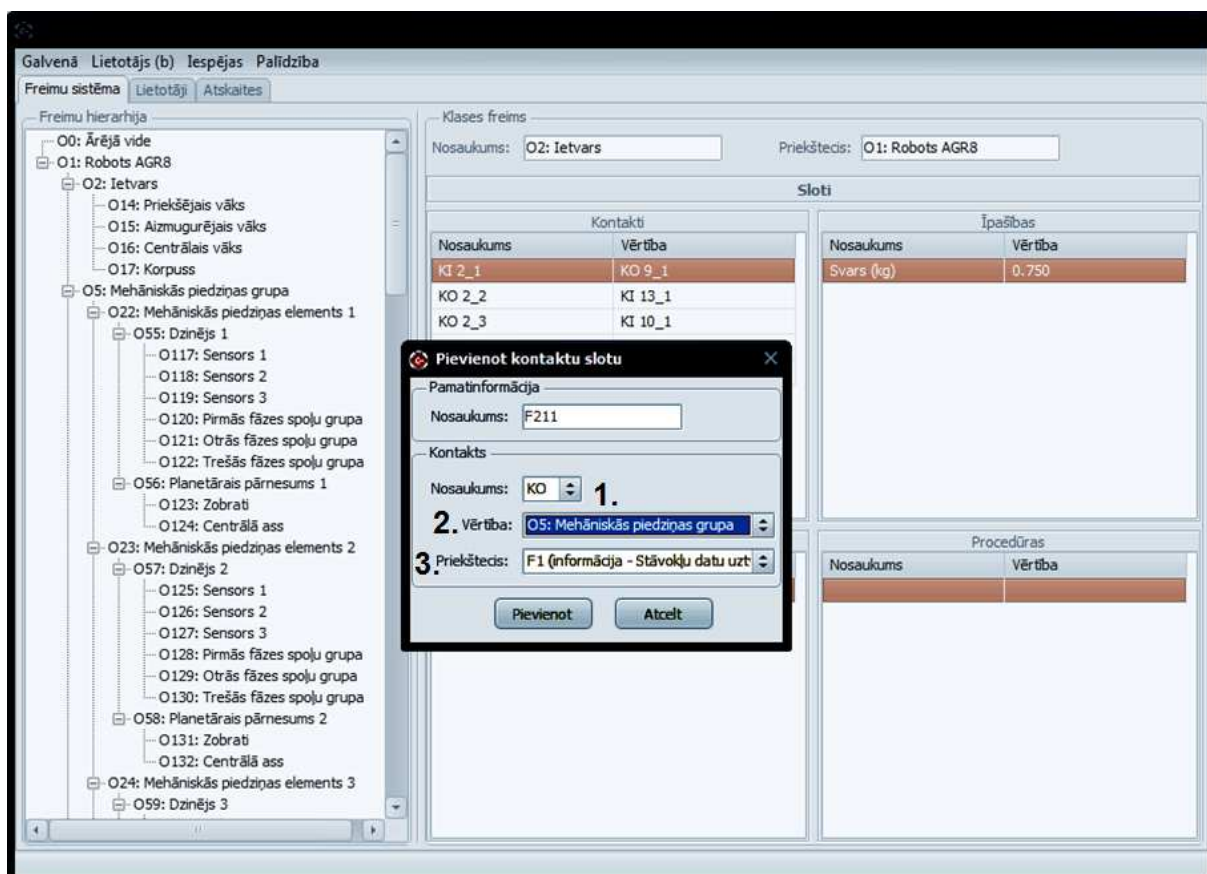 Galvenā Lietotājs (b) Iespējas Palīdzība
Freimu sistēma Lietotāji Atskaites
Freimu hierarhija
O0: Ārējā vide
O1: Robots AGR8
O2: Ietvars
O14: Priekšējais vāks
O15: Aizmugurējais vāks
O16: Centrālais vāks
O17: Korpuss
O5: Mehāniskās piedziņas grupa
O22: Mehāniskās piedziņas elements 1
O55: Dzinējs 1
O117: Sensors 1
O118: Sensors 2
O119: Sensors 3
O120: Pirmās fāzes spoļu grupa
O121: Otrās fāzes spoļu grupa
O122: Trešās fāzes spoļu grupa
O56: Planetārais pārnesums 1
O123: Zobrati
O124: Centrālā ass
O23: Mehāniskās piedziņas elements 2
O57: Dzinējs 2
O125: Sensors 1
O126: Sensors 2
O127: Sensors 3
O128: Pirmās fāzes spoļu grupa
O129: Otrās fāzes spoļu grupa
O130: Trešās fāzes spoļu grupa
O58: Planetārais pārnesums 2
O131: Zobrati
O132: Centrālā ass
O24: Mehāniskās piedziņas elements 3
O59: Dzinējs 3
Klases freims
Nosaukums: O2: Ietvars Priekštecis: O1: Robots AGR8
Sloti
Kontakti
Nosaukums Vērtība
KI 2_1 KO 9_1
KO 2_2 KI 13_1
KO 2_3 KI 10_1
Īpašības
Nosaukums Vērtība
Svars (kg) 0.750
Pievienot kontaktu slotu
Pamatinformācija
Nosaukums: F211
Kontakts
Nosaukums: KO 1.
2. Vērtība: O5: Mehāniskās piedziņas grupa
3. Priekštecis: F1 (informācija - Stāvokļu datu uzt
Pievienot Atcelt
Procedūras
Nosaukums Vērtība